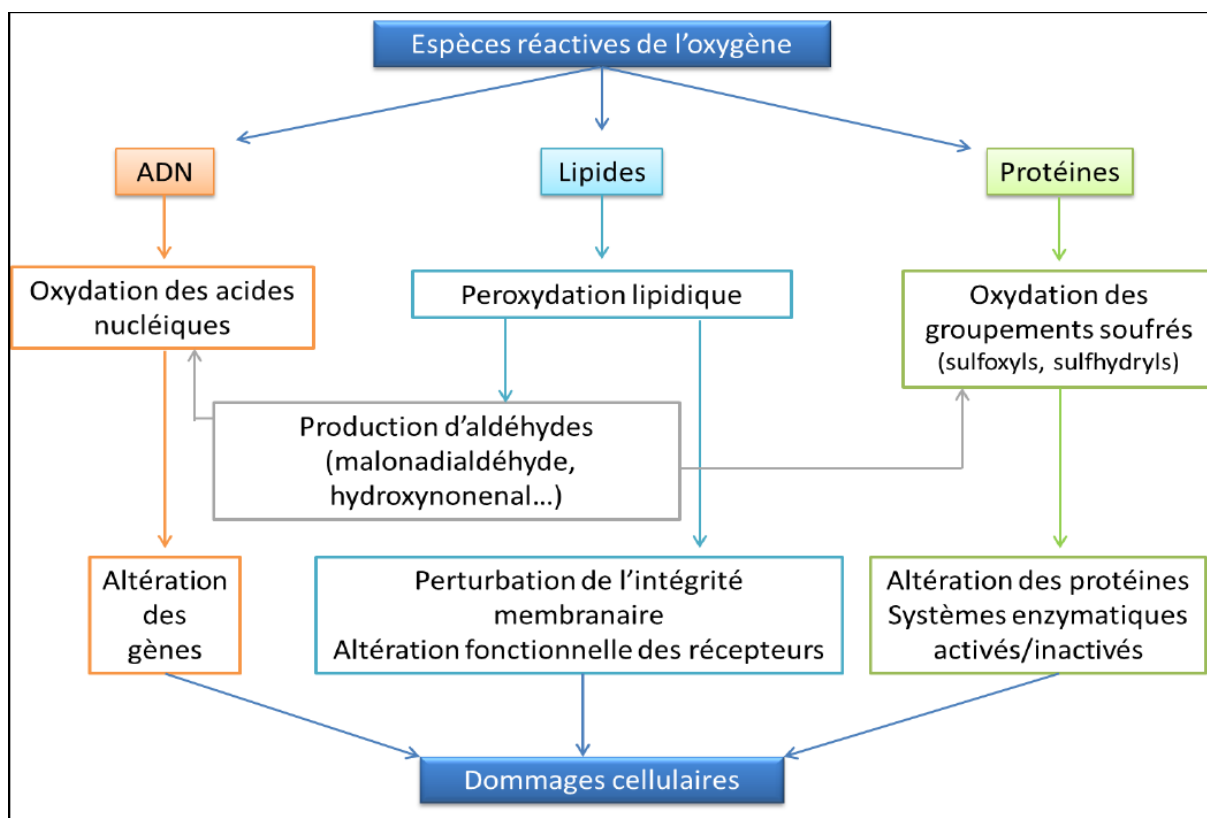 Espèces réactives de l'oxygène
ADN
Lipides
Protéines
Oxydation des acides
nucléiques
Peroxydation lipidique
Oxydation des
groupements soufrés
(sulfoxyls, sulfhydryls)
Production d'aldéhydes
(malonadialdéhyde,
hydroxynonenal...)
Altération
des
gènes
Perturbation de l'intégrité
membranaire
Altération fonctionnelle des récepteurs
Altération des protéines
Systèmes enzymatiques
activés/inactivés
Dommages cellulaires